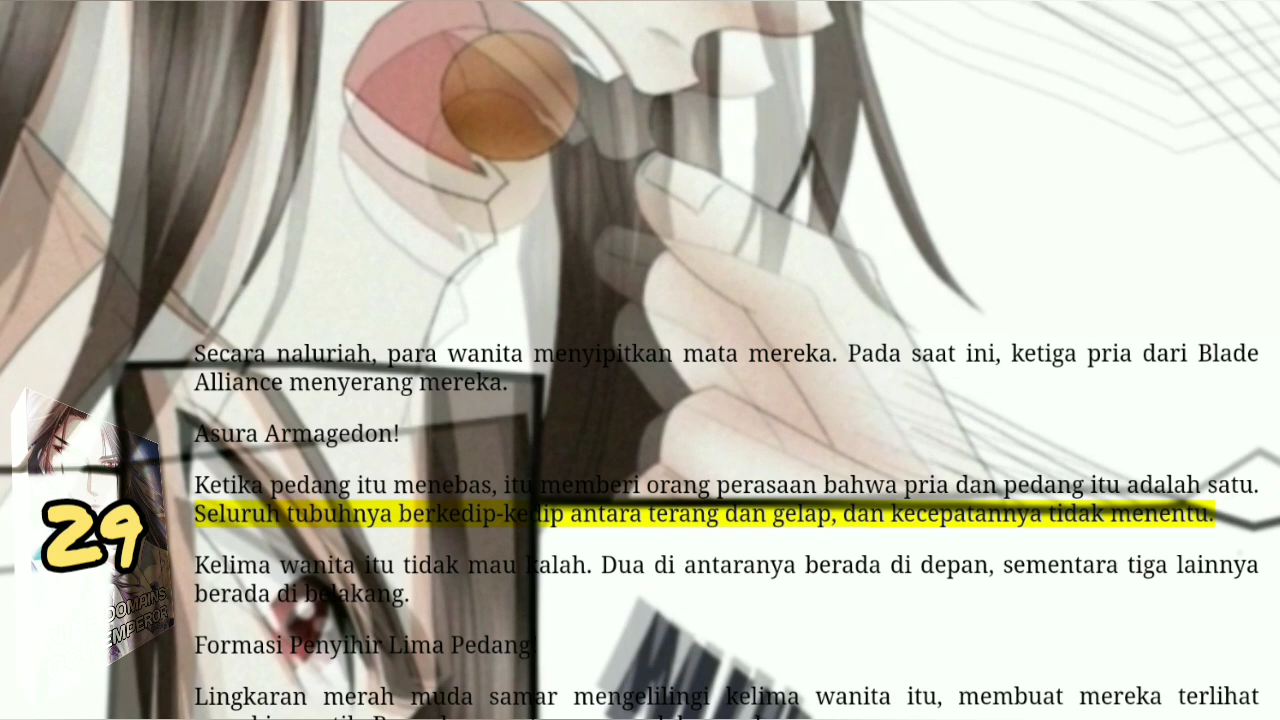 Secara naluriah, para wanita menyipitkan mata mereka. Pada saat ini, ketiga pria dari Blade
Alliance menyerang mereka.
Asura Armagedon!
Ketika pedang itu menebas, itu memberi orang perasaan bahwa pria dan pedang itu adalah satu.
Seluruh tubuhnya berkedip-kedip antara terang dan gelap, dan kecepatannya tidak menentu.
Kelima wanita itu tidak mau kalah. Dua di antaranya berada di depan, sementara tiga lainnya
berada di belakang.
Formasi Penyihir Lima Pedang!
Lingkaran merah muda samar mengelilingi kelima wanita itu, membuat mereka terlihat
29
DOMAINS
EMPEROR